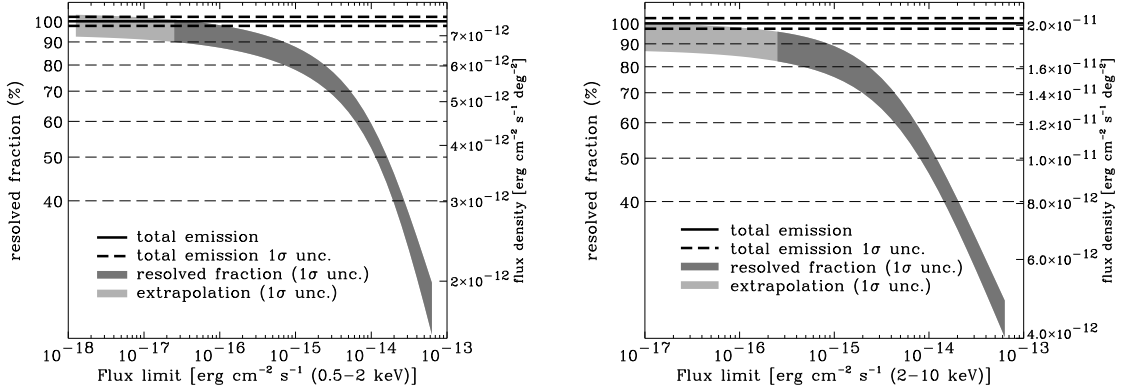 100
90
80
70
60
50
40
resolved fraction (%)
7×10⁻¹²
6×10⁻¹²
5×10⁻¹²
4×10⁻¹²
3×10⁻¹²
2×10⁻¹²
flux density [erg cm⁻² s⁻¹ deg⁻²]
total emission
total emission 1σ unc.
resolved fraction (1σ unc.)
extrapolation (1σ unc.)
10⁻¹⁸ 10⁻¹⁷ 10⁻¹⁶ 10⁻¹⁵ 10⁻¹⁴ 10⁻¹³
Flux limit [erg cm⁻² s⁻¹ (0.5−2 keV)]
100
90
80
70
60
50
40
resolved fraction (%)
2.0×10⁻¹¹
1.6×10⁻¹¹
1.4×10⁻¹¹
1.2×10⁻¹¹
1.0×10⁻¹¹
8.0×10⁻¹²
6.0×10⁻¹²
4.0×10⁻¹²
flux density [erg cm⁻² s⁻¹ deg⁻²]
total emission
total emission 1σ unc.
resolved fraction (1σ unc.)
extrapolation (1σ unc.)
10⁻¹⁷ 10⁻¹⁶ 10⁻¹⁵ 10⁻¹⁴ 10⁻¹³
Flux limit [erg cm⁻² s⁻¹ (2−10 keV)]